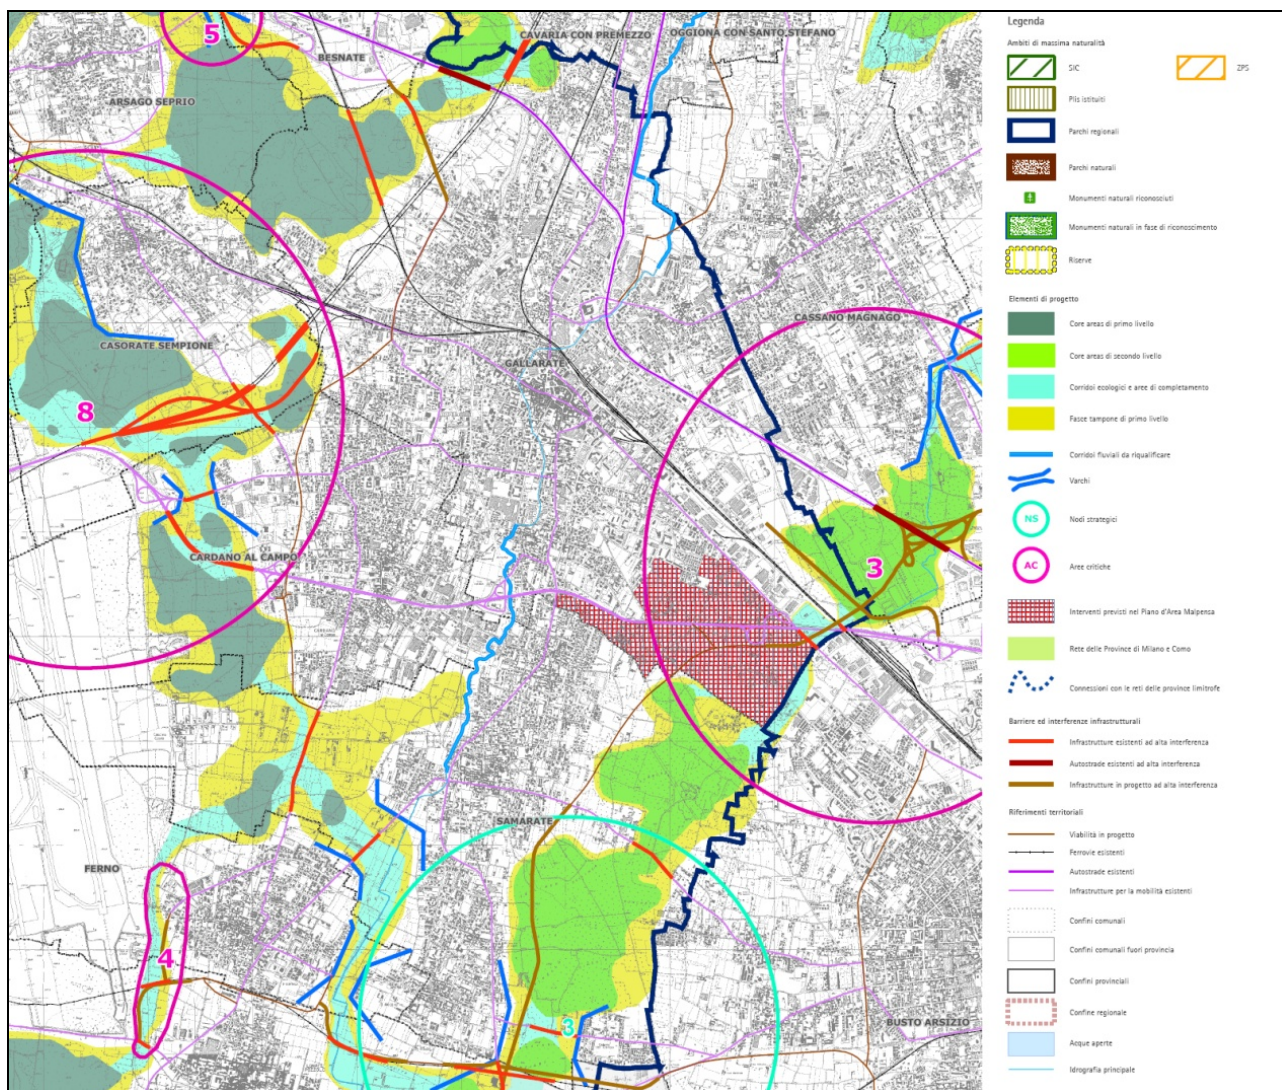 5
CAVARIA CON PREMEZZO
OGGIONA CON SANTO STEFANO
BESNATE
ARSAGO SEPRIO
CASSANO MAGNAGO
CASORATE SEMPIONE
GALLARATE
8
CARDANO AL CAMPO
3
SAMARATE
FERNO
4
3
BUSTO ARSIZIO
Legenda
Ambiti di massima naturalità
SIC
ZPS
Plis istituiti
Parchi regionali
Parchi naturali
Monumenti naturali riconosciuti
Monumenti naturali in fase di riconoscimento
Riserve
Elementi di progetto
Core areas di primo livello
Core areas di secondo livello
Corridoi ecologici e aree di completamento
Fasce tampone di primo livello
Corridoi fluviali da riqualificare
Varchi
NS
Nodi strategici
AC
Aree critiche
Interventi previsti nel Piano d'Area Malpensa
Rete delle Province di Milano e Como
Connessioni con le reti delle province limitrofe
Barriere ed interferenze infrastrutturali
Infrastrutture esistenti ad alta interferenza
Autostrade esistenti ad alta interferenza
Infrastrutture in progetto ad alta interferenza
Riferimenti territoriali
Viabilità in progetto
Ferrovie esistenti
Autostrade esistenti
Infrastrutture per la mobilità esistenti
Confini comunali
Confini comunali fuori provincia
Confini provinciali
Confine regionale
Acque aperte
Idrografia principale